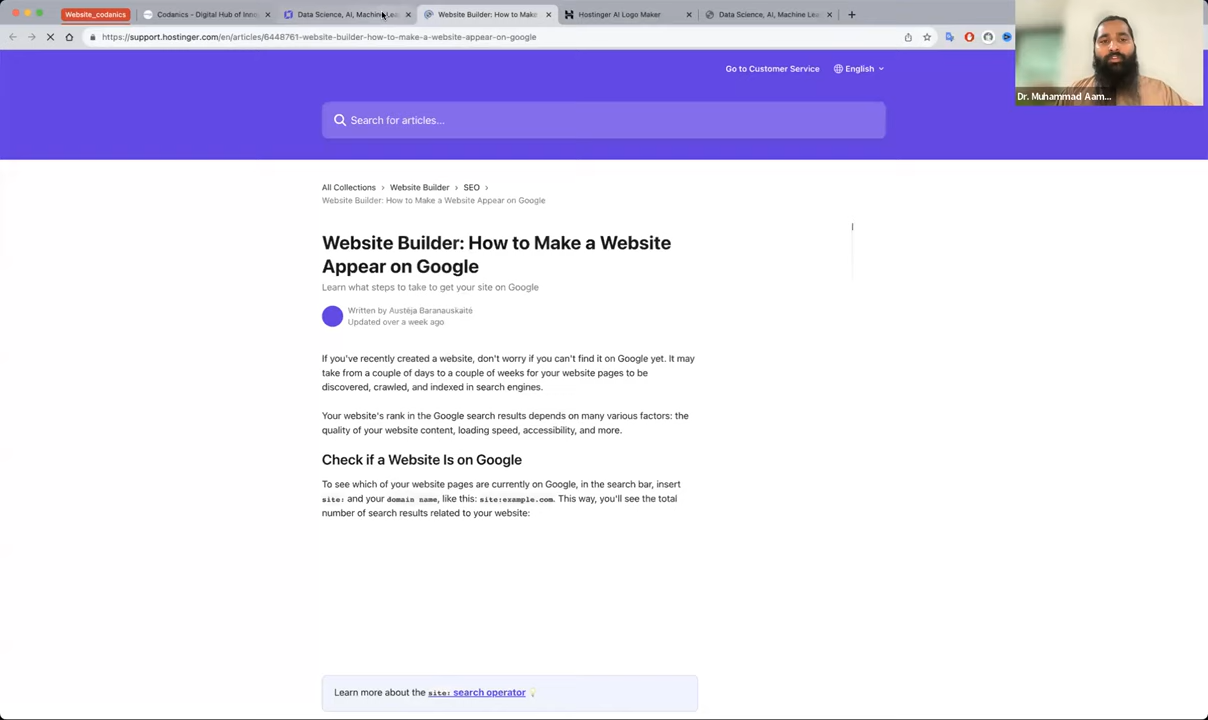 Website_codanics
Codanics - Digital Hub of Inno
Data Science, AI, Machine Lea
Website Builder: How to Make
Hostinger AI Logo Maker
Data Science, AI, Machine Lea
https://support.hostinger.com/en/articles/6448761-website-builder-how-to-make-a-website-appear-on-google
Dr. Muhammad Aam...
Go to Customer Service
English
Search for articles...
All Collections > Website Builder > SEO >
Website Builder: How to Make a Website Appear on Google
Website Builder: How to Make a Website
Appear on Google
Learn what steps to take to get your site on Google
Written by Austėja Baranauskaitė
Updated over a week ago
If you've recently created a website, don't worry if you can't find it on Google yet. It may
take from a couple of days to a couple of weeks for your website pages to be
discovered, crawled, and indexed in search engines.
Your website's rank in the Google search results depends on many various factors: the
quality of your website content, loading speed, accessibility, and more.
Check if a Website Is on Google
To see which of your website pages are currently on Google, in the search bar, insert
site: and your domain name, like this: site:example.com. This way, you'll see the total
number of search results related to your website:
Learn more about the site: search operator